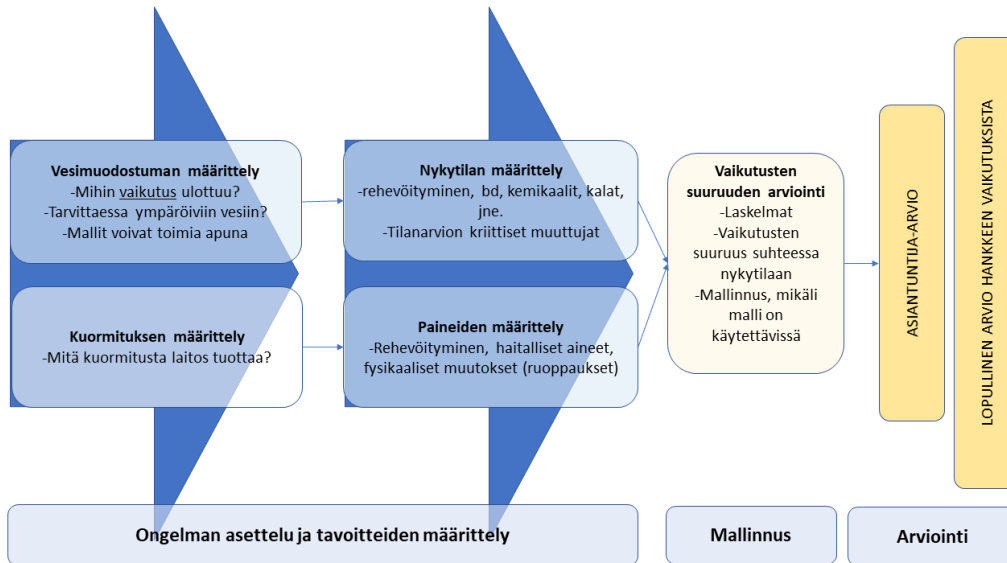 Vesimuodostuman määrittely
-Mihin vaikutus ulottuu?
-Tarvittaessa ympäröiviin vesiin?
-Mallit voivat toimia apuna
Kuormituksen määrittely
-Mitä kuormitusta laitos tuottaa?
Nykytilan määrittely
-rehevöityminen, bd, kemikaalit, kalat,
jne.
-Tilanarvion kriittiset muuttujat
Paineiden määrittely
-Rehevöityminen, haitalliset aineet,
fysikaaliset muutokset (ruoppaukset)
Vaikutusten
suuruuden arviointi
-Laskelmat
-Vaikutusten
suuruus suhteessa
nykytilaan
-Mallinnus, mikäli
malli on
käytettävissä
ASIANTUNTIJA-ARVIO
LOPULLINEN ARVIO HANKKEEN VAIKUTUKSISTA
Ongelman asettelu ja tavoitteiden määrittely
Mallinnus
Arviointi